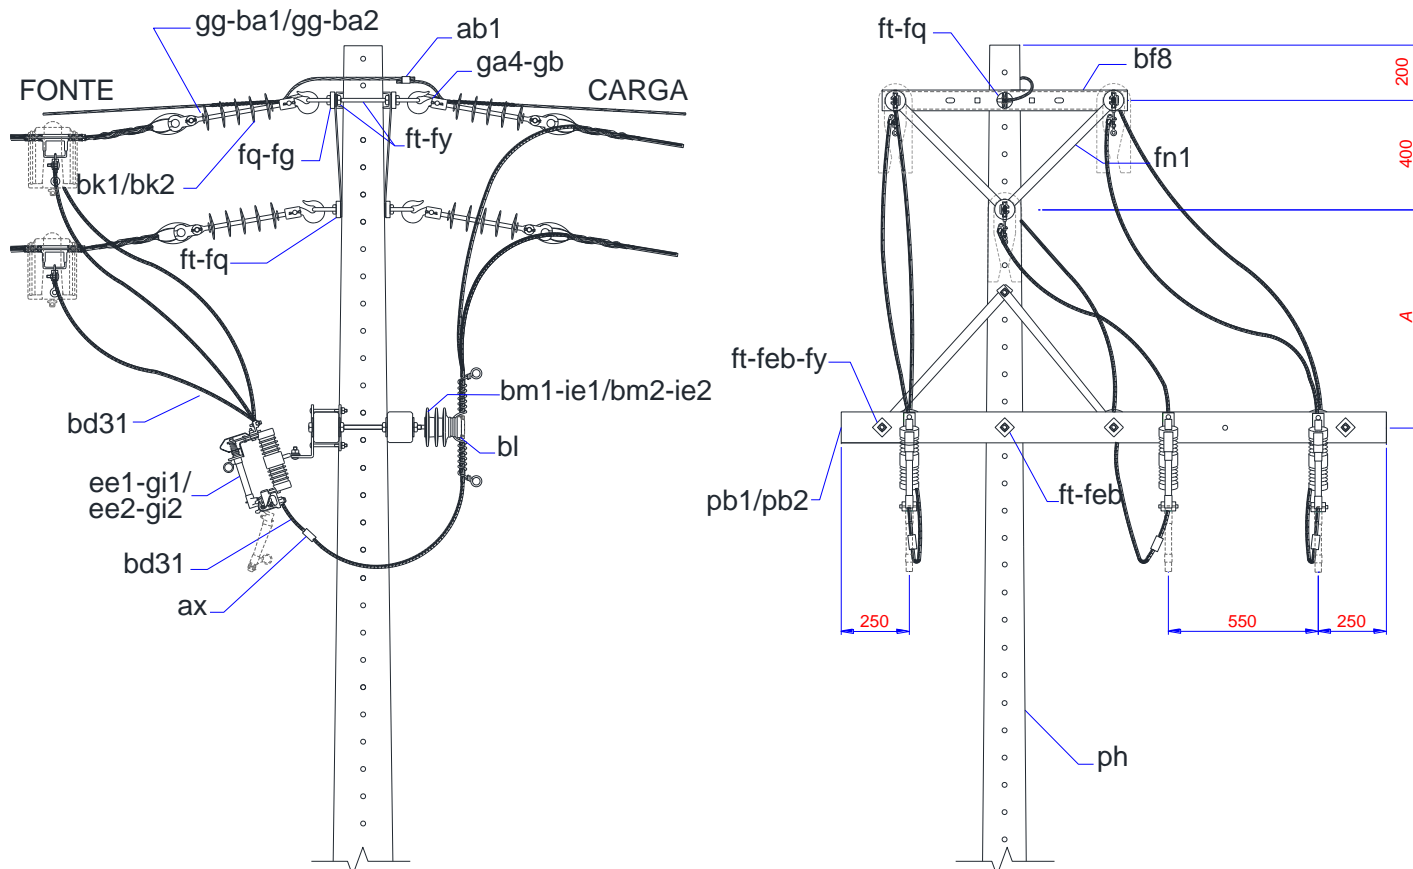 gg-ba1/gg-ba2
ab1
ga4-gb
FONTE
CARGA
ft-fy
fq-fg
bk1/bk2
ft-fq
bd31
bm1-ie1/bm2-ie2
bl
ee1-gi1/
ee2-gi2
bd31
ax
ft-fq
bf8
200
fn1
400
A
ft-feb-fy
pb1/pb2
ft-feb
250
550
250
ph